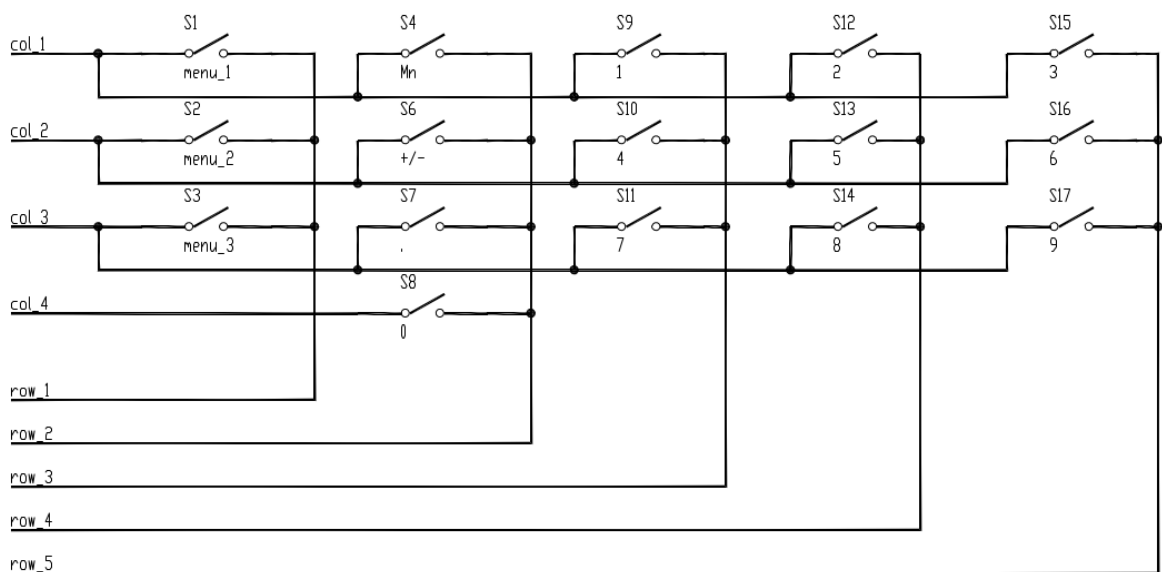 S1 S4 S9 S12 S15
col_1
menu_1 Mn 1 2 3
S2 S6 S10 S13 S16
col_2
menu_2 +/- 4 5 6
S3 S7 S11 S14 S17
col_3
menu_3 . 7 8 9
S8
col_4
0
row_1
row_2
row_3
row_4
row_5